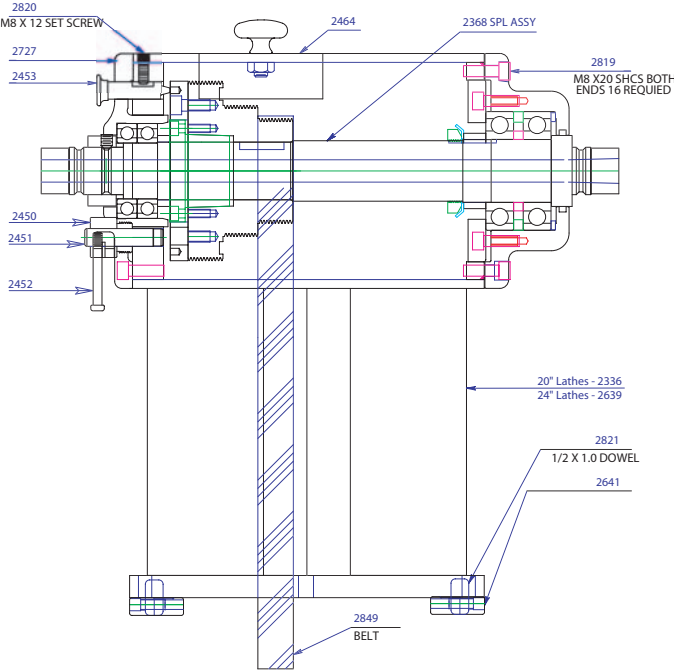 2820
M8 X 12 SET SCREW
2727
2453
2464
2368 SPL ASSY
2819
M8 X20 SHCS BOTH
ENDS 16 REQUIED
2450
2451
2452
20" Lathes - 2336
24" Lathes - 2639
2821
1/2 X 1.0 DOWEL
2641
2849
BELT